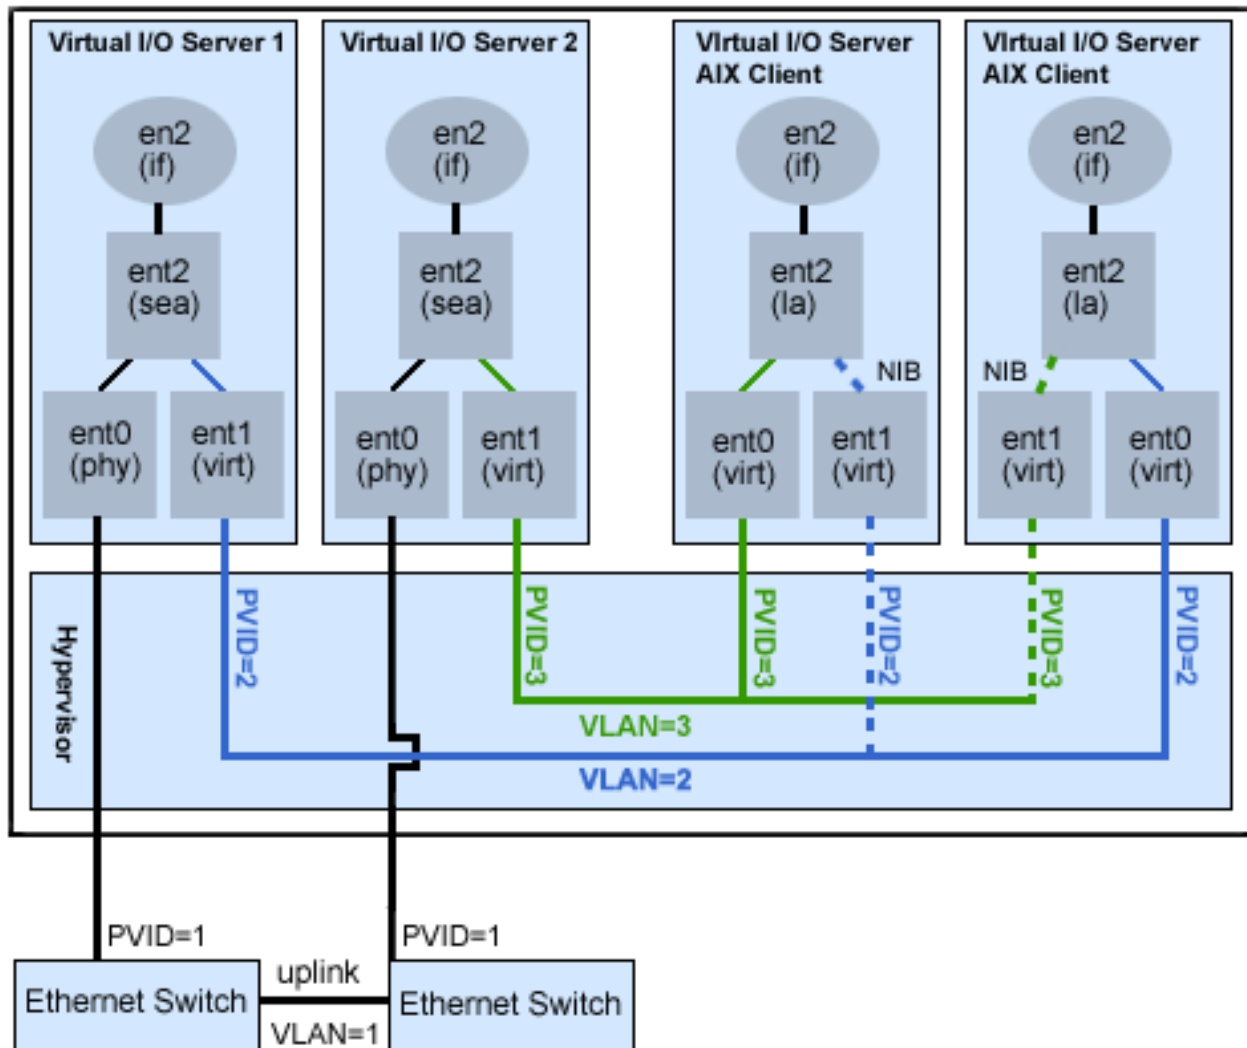 Virtual I/O Server 1
en2
(if)
ent2
(sea)
ent0
(phy)
ent1
(virt)
Virtual I/O Server 2
en2
(if)
ent2
(sea)
ent0
(phy)
ent1
(virt)
VIrtual I/O Server
AIX Client
en2
(if)
ent2
(la)
NIB
ent0
(virt)
ent1
(virt)
VIrtual I/O Server
AIX Client
en2
(if)
ent2
(la)
NIB
ent1
(virt)
ent0
(virt)
Hypervisor
PVID=2
PVID=3
PVID=3
PVID=2
PVID=3
PVID=2
VLAN=3
VLAN=2
PVID=1
PVID=1
Ethernet Switch
uplink
VLAN=1
Ethernet Switch